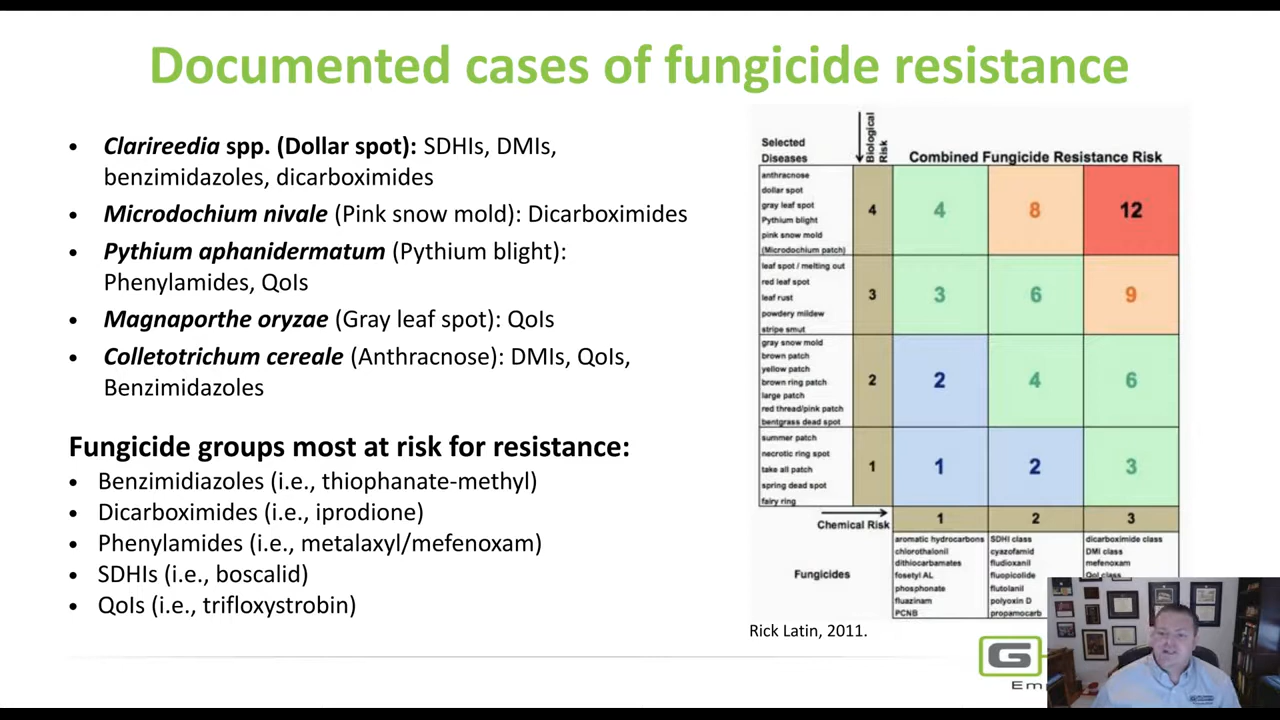 Documented cases of fungicide resistance
• Clarireedia spp. (Dollar spot): SDHIs, DMIs,
benzimidazoles, dicarboximides
• Microdochium nivale (Pink snow mold): Dicarboximides
• Pythium aphanidermatum (Pythium blight):
Phenylamides, QoIs
• Magnaporthe oryzae (Gray leaf spot): QoIs
• Colletotrichum cereale (Anthracnose): DMIs, QoIs,
Benzimidazoles
Fungicide groups most at risk for resistance:
• Benzimidiazoles (i.e., thiophanate-methyl)
• Dicarboximides (i.e., iprodione)
• Phenylamides (i.e., metalaxyl/mefenoxam)
• SDHIs (i.e., boscalid)
• QoIs (i.e., trifloxystrobin)
Selected
Diseases
Biological
Risk
Combined Fungicide Resistance Risk
anthracnose
dollar spot
gray leaf spot
Pythium blight
pink snow mold
(Microdochium patch)
4
4
8
12
leaf spot / melting out
red leaf spot
leaf rust
powdery mildew
stripe smut
3
3
6
9
gray snow mold
brown patch
yellow patch
brown ring patch
large patch
red thread/pink patch
bentgrass dead spot
2
2
4
6
summer patch
necrotic ring spot
take all patch
spring dead spot
fairy ring
1
1
2
3
Chemical Risk
1
2
3
Fungicides
aromatic hydrocarbons
chlorothalonil
dithiocarbamates
fosetyl AL
phosphonate
fluazinam
PCNB
SDHI class
cyazofamid
fludioxanil
fluopicolide
flutolanil
polyoxin D
propamocarb
dicarboximide class
DMI class
mefenoxam
QoI class
Rick Latin, 2011.
G
Em